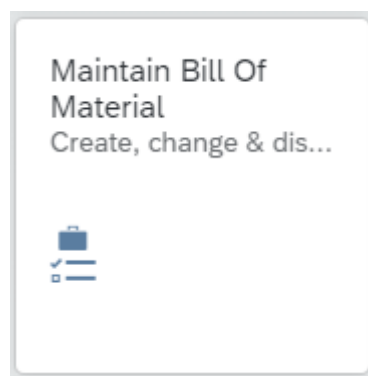 Maintain Bill Of
Material
Create, change & dis...